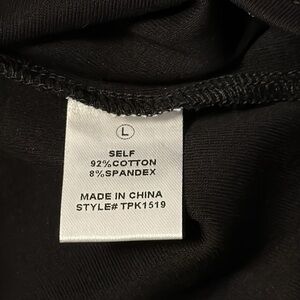 L
SELF
92%COTTON
8%SPANDEX
MADE IN CHINA
STYLE# TPK1519